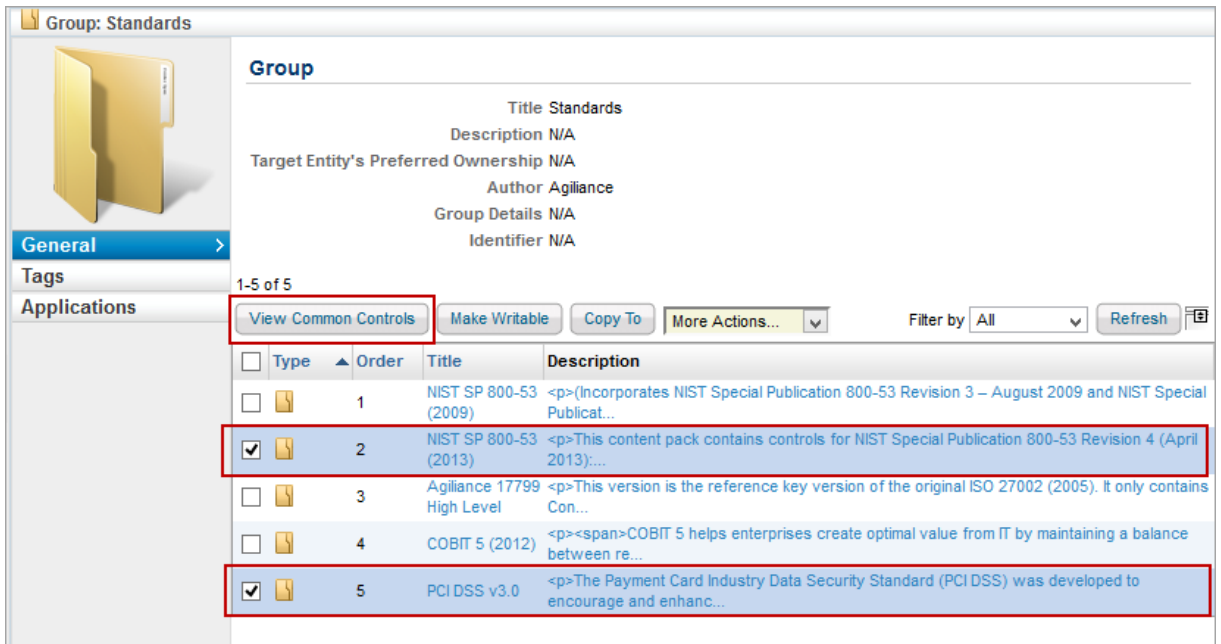 Group: Standards
Group
Title Standards
Description N/A
Target Entity's Preferred Ownership N/A
Author Agiliance
Group Details N/A
Identifier N/A
General
Tags
Applications
1-5 of 5
View Common Controls Make Writable Copy To More Actions... Filter by All Refresh
Type Order Title Description
1 NIST SP 800-53 (2009) <p>(Incorporates NIST Special Publication 800-53 Revision 3 – August 2009 and NIST Special Publicat...
2 NIST SP 800-53 (2013) <p>This content pack contains controls for NIST Special Publication 800-53 Revision 4 (April 2013):...
3 Agiliance 17799 High Level <p>This version is the reference key version of the original ISO 27002 (2005). It only contains Con...
4 COBIT 5 (2012) <p><span>COBIT 5 helps enterprises create optimal value from IT by maintaining a balance between re...
5 PCI DSS v3.0 <p>The Payment Card Industry Data Security Standard (PCI DSS) was developed to encourage and enhanc...